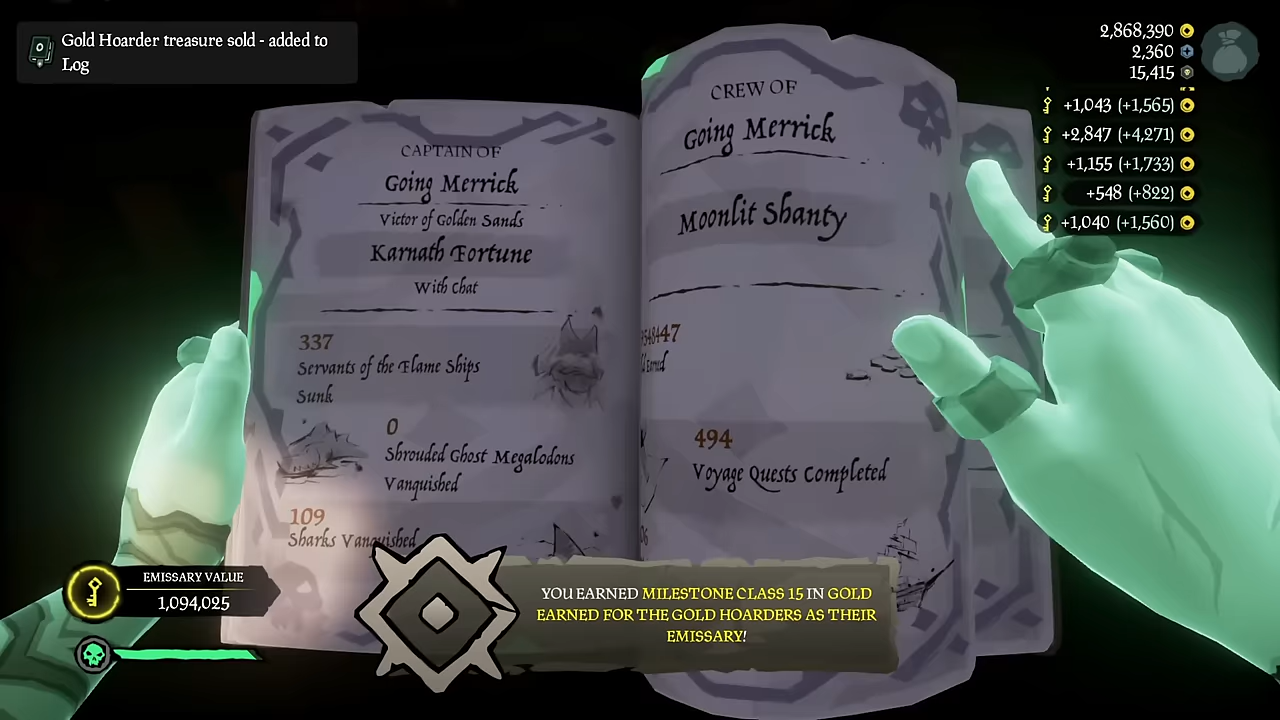 Gold Hoarder treasure sold - added to
Log
2,868,390
2,360
15,415
+1,043 (+1,565)
+2,847 (+4,271)
+1,155 (+1,733)
+548 (+822)
+1,040 (+1,560)
CAPTAIN OF
Going Merrick
Victor of Golden Sands
Karnath Fortune
With Chat
337
Servants of the Flame Ships
Sunk
0
Shrouded Ghost Megalodons
Vanquished
109
Sharks Vanquished
CREW OF
Going Merrick
Moonlit Shanty
Earned
494
Voyage Quests Completed
EMISSARY VALUE
1,094,025
YOU EARNED MILESTONE CLASS 15 IN GOLD
EARNED FOR THE GOLD HOARDERS AS THEIR
EMISSARY!